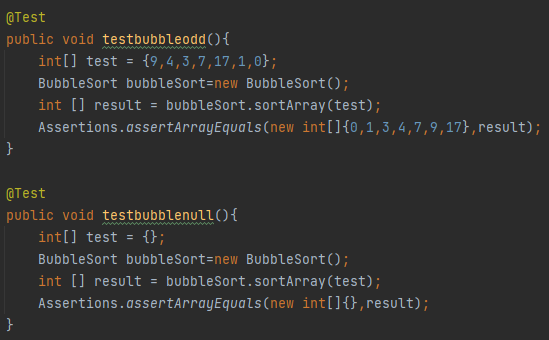 @Test
public void testbubbleodd(){
    int[] test = {9,4,3,7,17,1,0};
    BubbleSort bubbleSort=new BubbleSort();
    int [] result = bubbleSort.sortArray(test);
    Assertions.assertArrayEquals(new int[]{0,1,3,4,7,9,17},result);
}
@Test
public void testbubblenull(){
    int[] test = {};
    BubbleSort bubbleSort=new BubbleSort();
    int [] result = bubbleSort.sortArray(test);
    Assertions.assertArrayEquals(new int[]{},result);
}